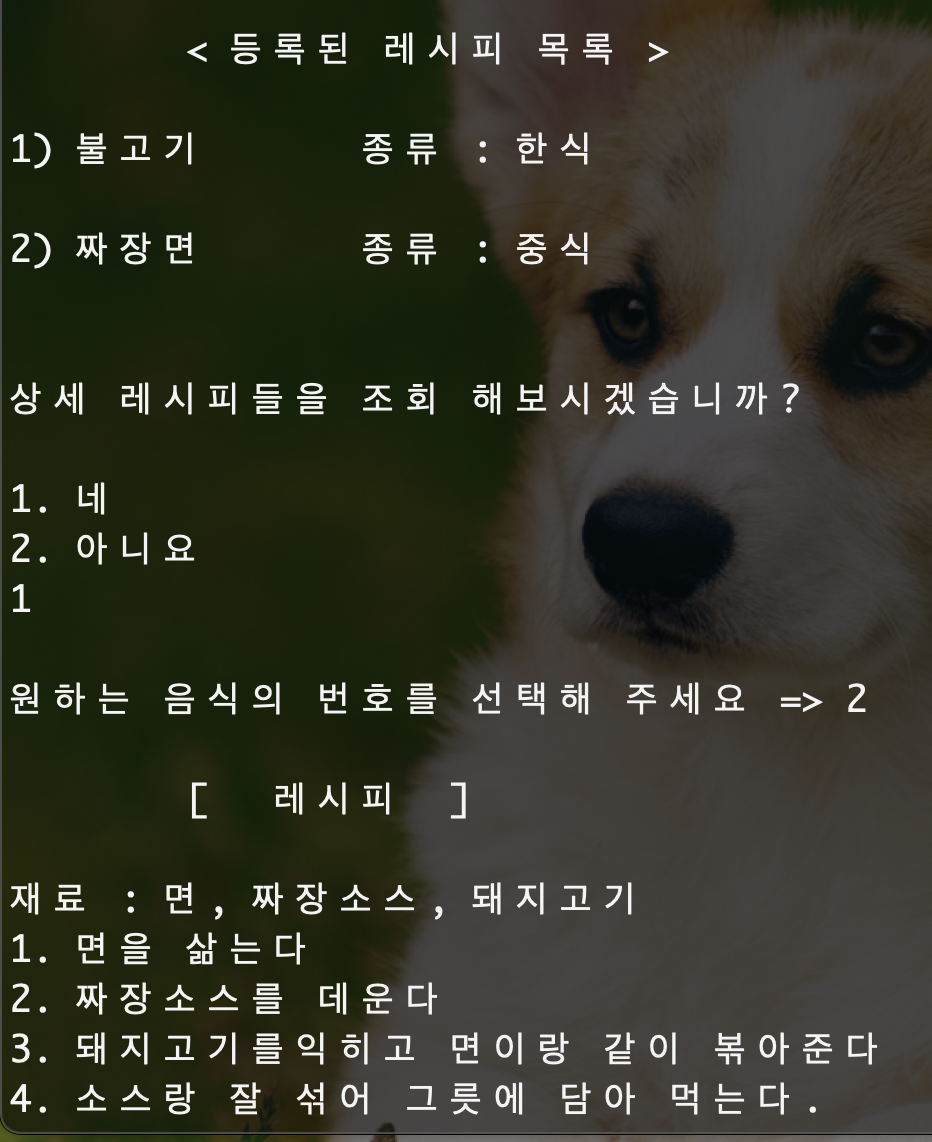 < 등록된 레시피 목록 >
1) 불고기 종류 : 한식
2) 짜장면 종류 : 중식
상세 레시피들을 조회 해보시겠습니까?
1. 네
2. 아니요
1
원하는 음식의 번호를 선택해 주세요 => 2
[ 레시피 ]
재료 : 면, 짜장소스, 돼지고기
1. 면을 삶는다
2. 짜장소스를 데운다
3. 돼지고기를익히고 면이랑 같이 볶아준다
4. 소스랑 잘 섞어 그릇에 담아 먹는다.